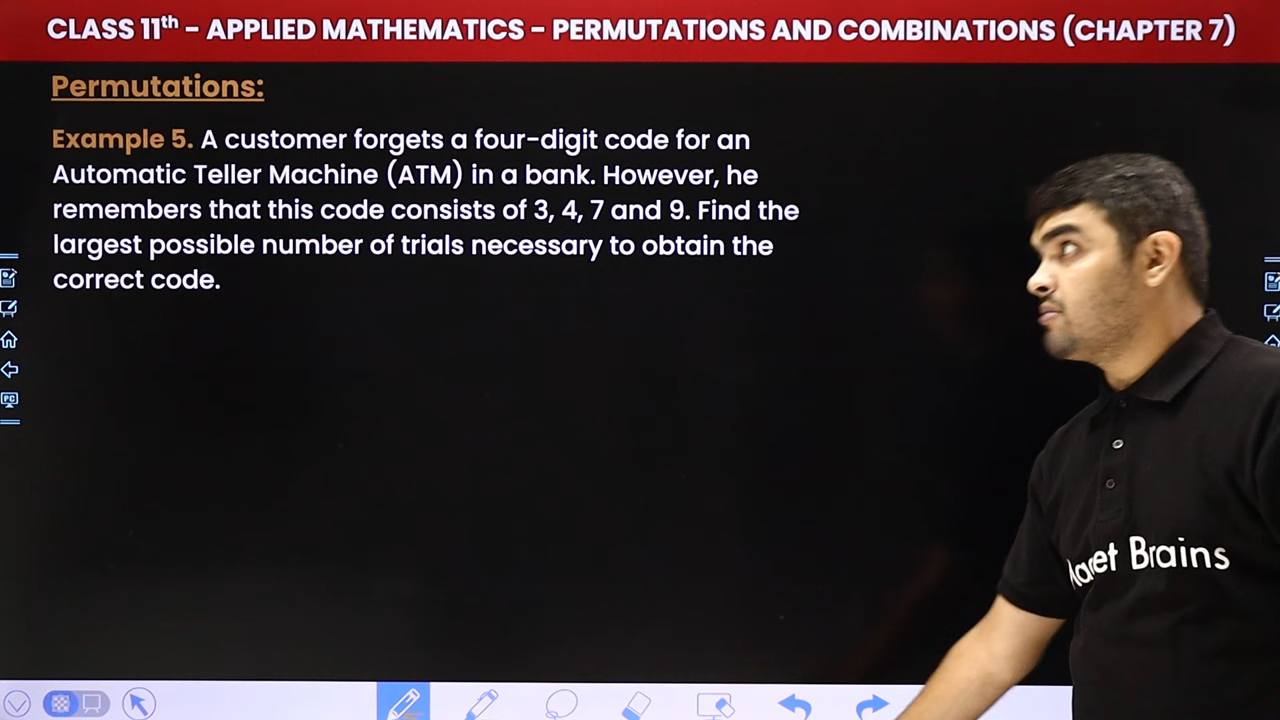 CLASS 11th - APPLIED MATHEMATICS - PERMUTATIONS AND COMBINATIONS (CHAPTER 7)
Permutations:
Example 5. A customer forgets a four-digit code for an
Automatic Teller Machine (ATM) in a bank. However, he
remembers that this code consists of 3, 4, 7 and 9. Find the
largest possible number of trials necessary to obtain the
correct code.
PC
Brains